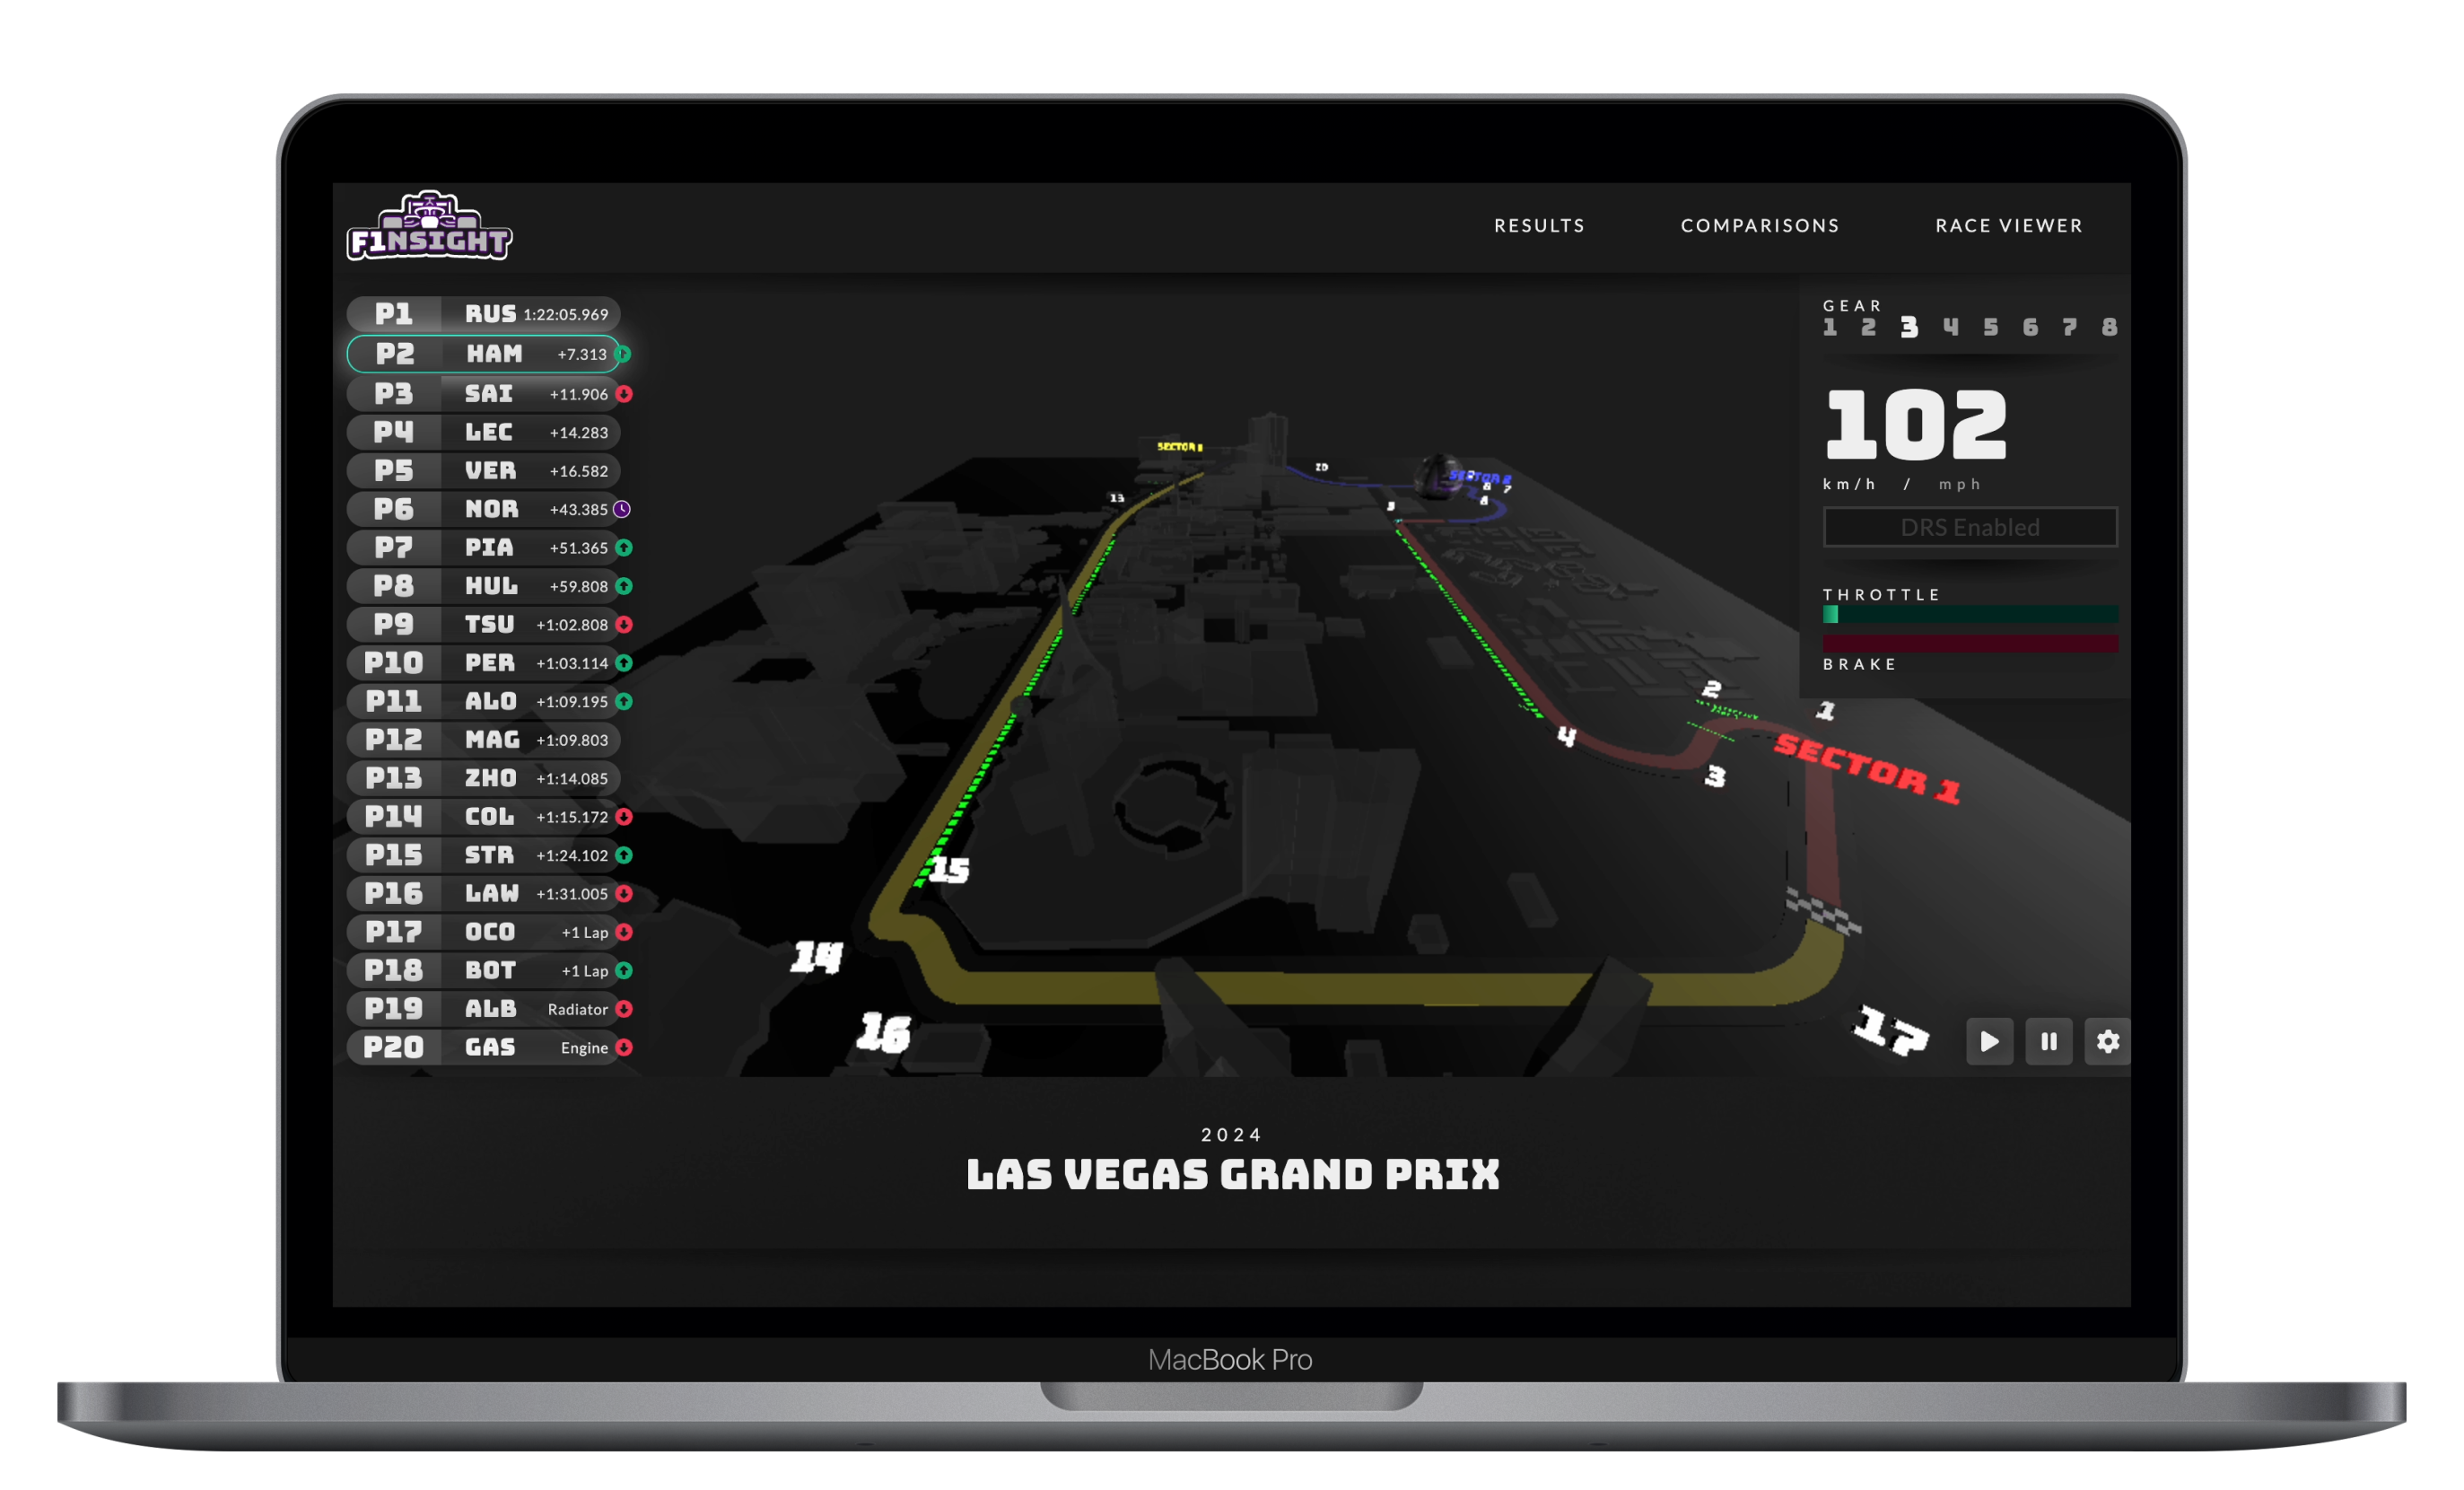 F1NSIGHT
RESULTS COMPARISONS RACE VIEWER
P1 RUS 1:22:05.969
P2 HAM +7.313
P3 SAI +11.906
P4 LEC +14.283
P5 VER +16.582
P6 NOR +43.385
P7 PIA +51.365
P8 HUL +59.808
P9 TSU +1:02.808
P10 PER +1:03.114
P11 ALO +1:09.195
P12 MAG +1:09.803
P13 ZHO +1:14.085
P14 COL +1:15.172
P15 STR +1:24.102
P16 LAW +1:31.005
P17 OCO +1 Lap
P18 BOT +1 Lap
P19 ALB Radiator
P20 GAS Engine
SECTOR
13
SECTOR 2
7
2
1
4
3
SECTOR 1
15
14
16
17
GEAR
1 2 3 4 5 6 7 8
102
km/h / mph
DRS Enabled
THROTTLE
BRAKE
2024
LAS VEGAS GRAND PRIX
MacBook Pro